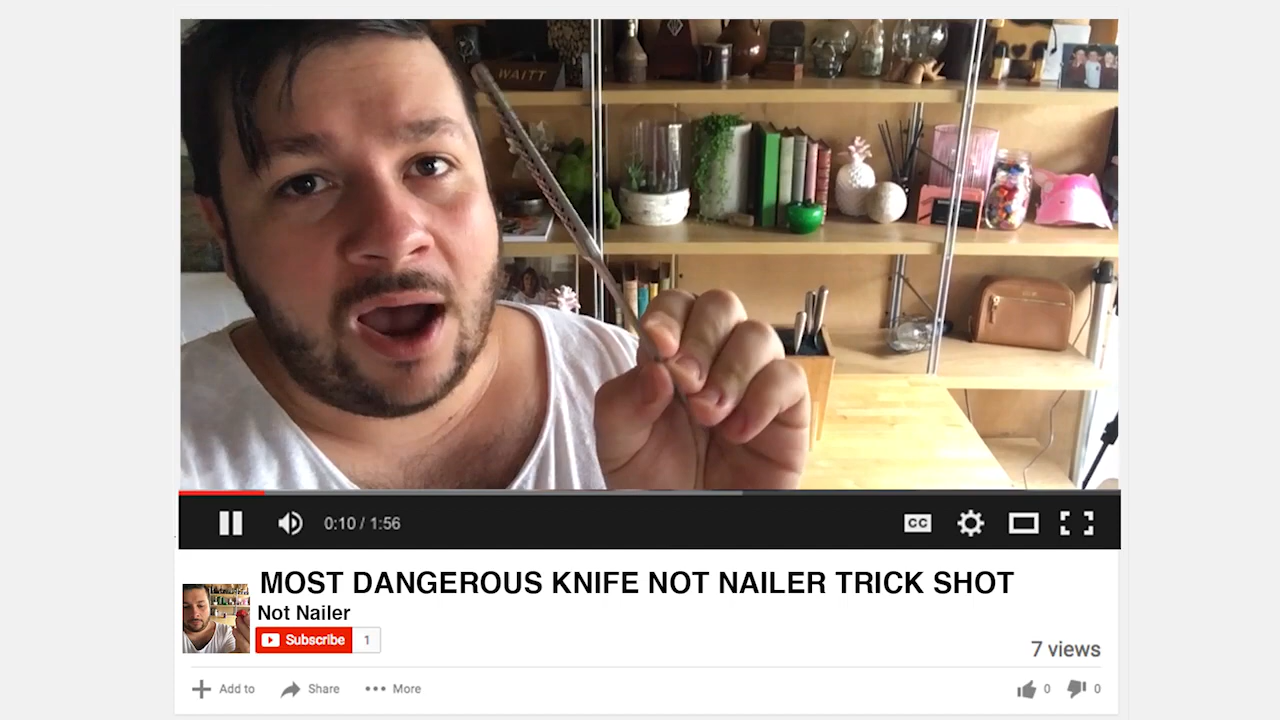 WAITT
0:10 / 1:56
CC
MOST DANGEROUS KNIFE NOT NAILER TRICK SHOT
Not Nailer
Subscribe 1
7 views
Add to Share More
0 0